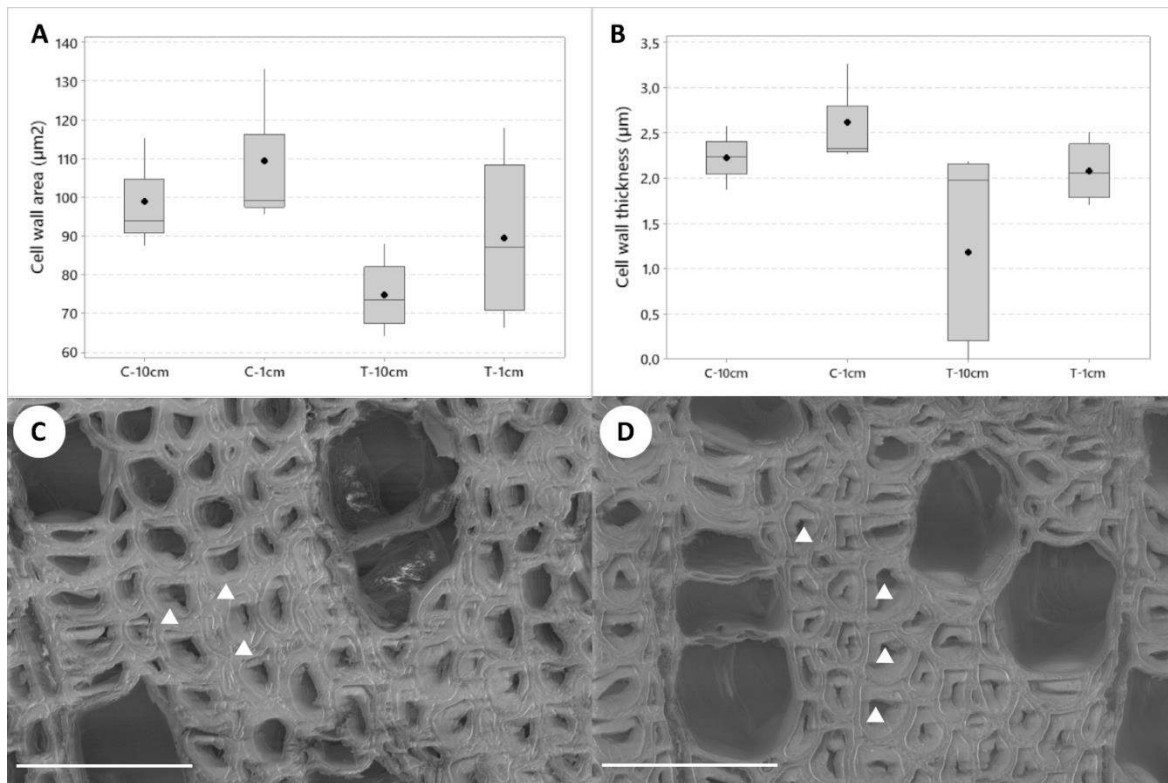 A
Cell wall area (µm2)
140
130
120
110
100
90
80
70
60
C-10cm C-1cm T-10cm T-1cm
B
Cell wall thickness (µm)
3,5
3,0
2,5
2,0
1,5
1,0
0,5
0,0
C-10cm C-1cm T-10cm T-1cm
C
D